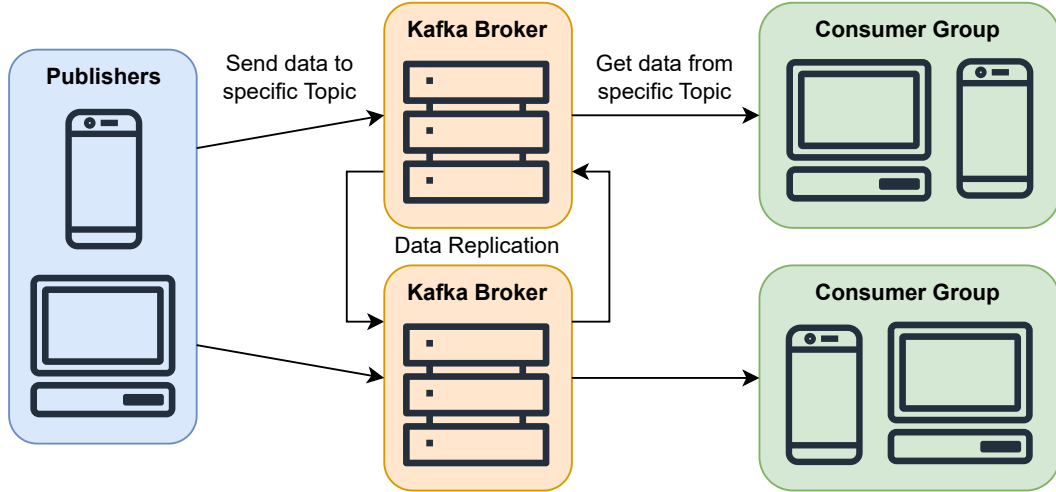 Publishers
Send data to
specific Topic
Kafka Broker
Get data from
specific Topic
Consumer Group
Data Replication
Kafka Broker
Consumer Group